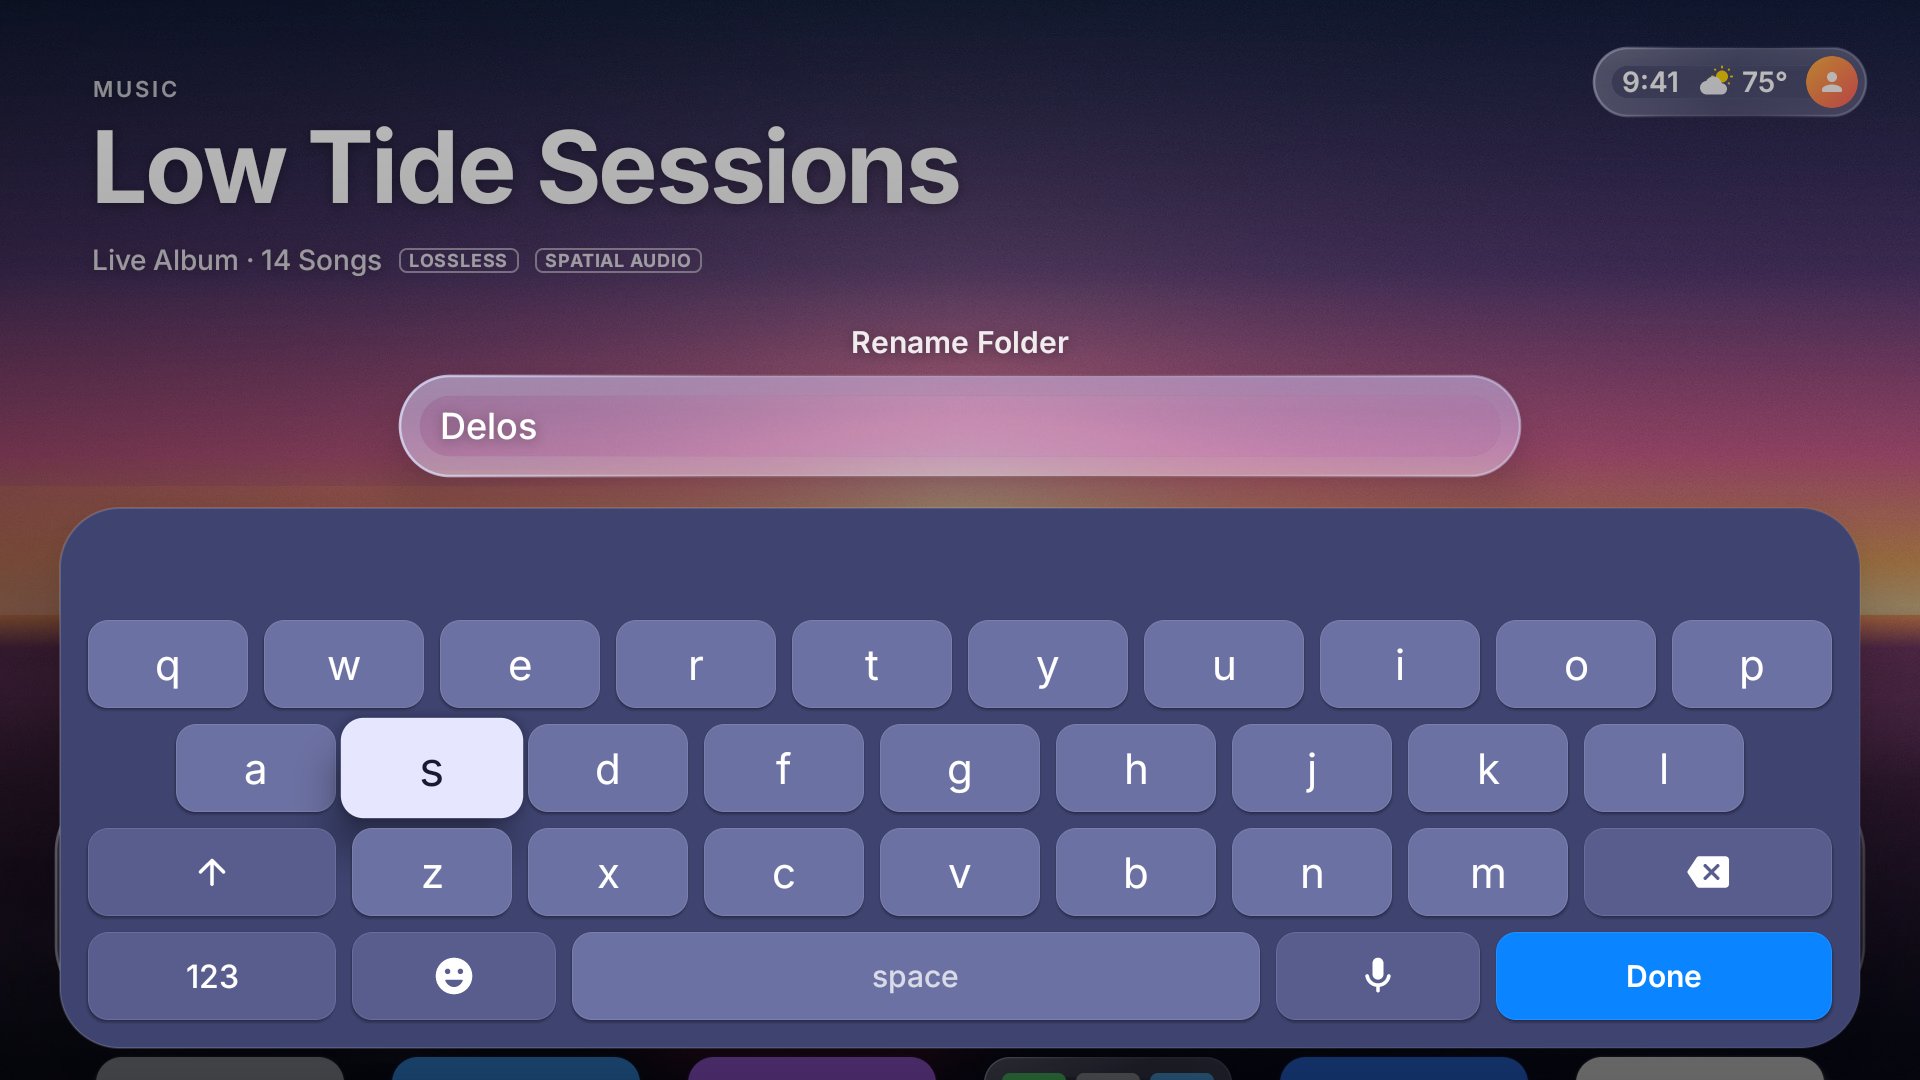 MUSIC
9:41 75°
Low Tide Sessions
Live Album · 14 Songs LOSSLESS SPATIAL AUDIO
Rename Folder
Delos
q w e r t y u i o p
a s d f g h j k l
z x c v b n m
123 space Done